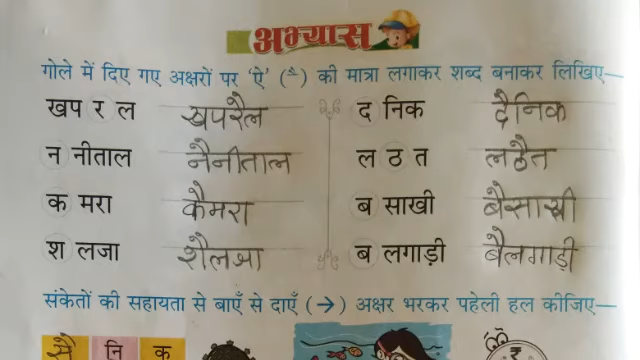 अभ्यास
गोले में दिए गए अक्षरों पर 'ऐ' (ै) की मात्रा लगाकर शब्द बनाकर लिखिए—
खप र ल खपरैल द निक दैनिक
न नीताल नैनीताल ल ठ त लठैत
क मरा कैमरा ब साखी बैसाखी
श लजा शैलजा ब लगाड़ी बैलगाड़ी
संकेतों की सहायता से बाएँ से दाएँ (→) अक्षर भरकर पहेली हल कीजिए—
सै नि क